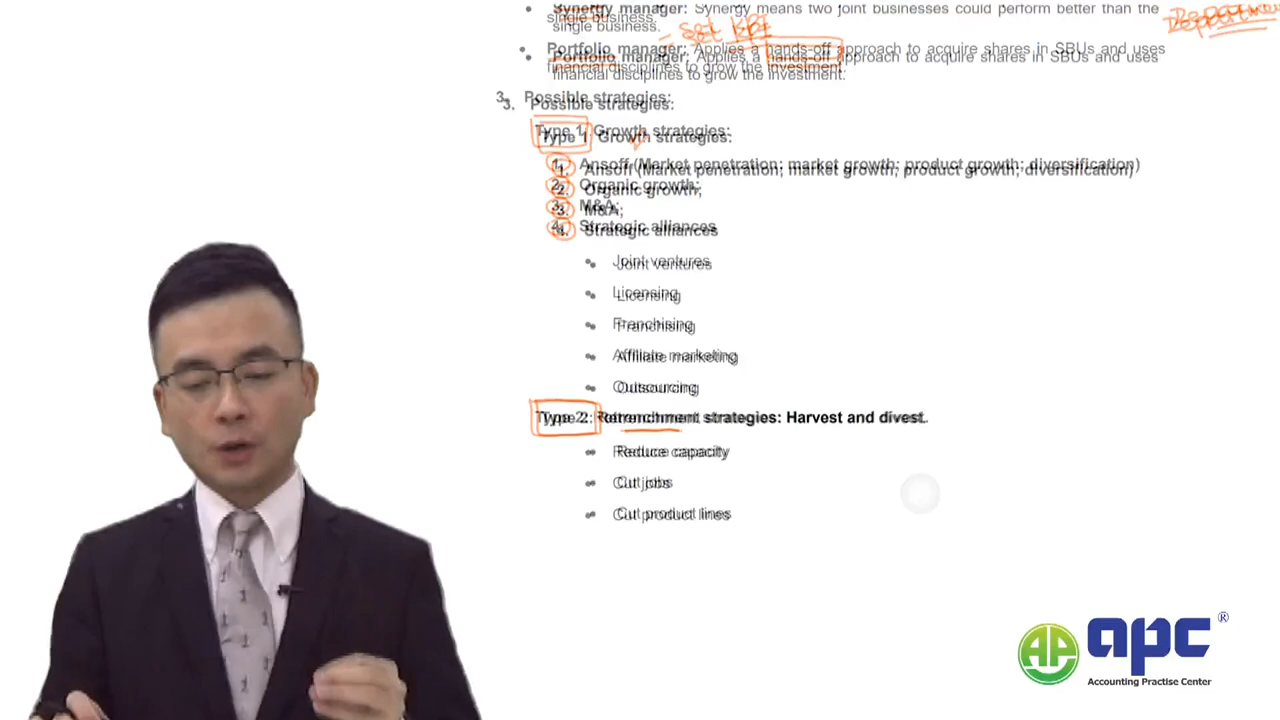 • Synergy manager: Synergy means two joint businesses could perform better than the
single business.
- set KPI
• Portfolio manager: Applies a hands-off approach to acquire shares in SBUs and uses
financial disciplines to grow the investment.
3. Possible strategies:
Type 1 Growth strategies:
1. Ansoff (Market penetration; market growth; product growth; diversification)
2. Organic growth;
3. M&A;
4. Strategic alliances
• Joint ventures
• Licensing
• Franchising
• Affiliate marketing
• Outsourcing
Type 2: Retrenchment strategies: Harvest and divest.
• Reduce capacity
• Cut jobs
• Cut product lines
AP apc ®
Accounting Practise Center